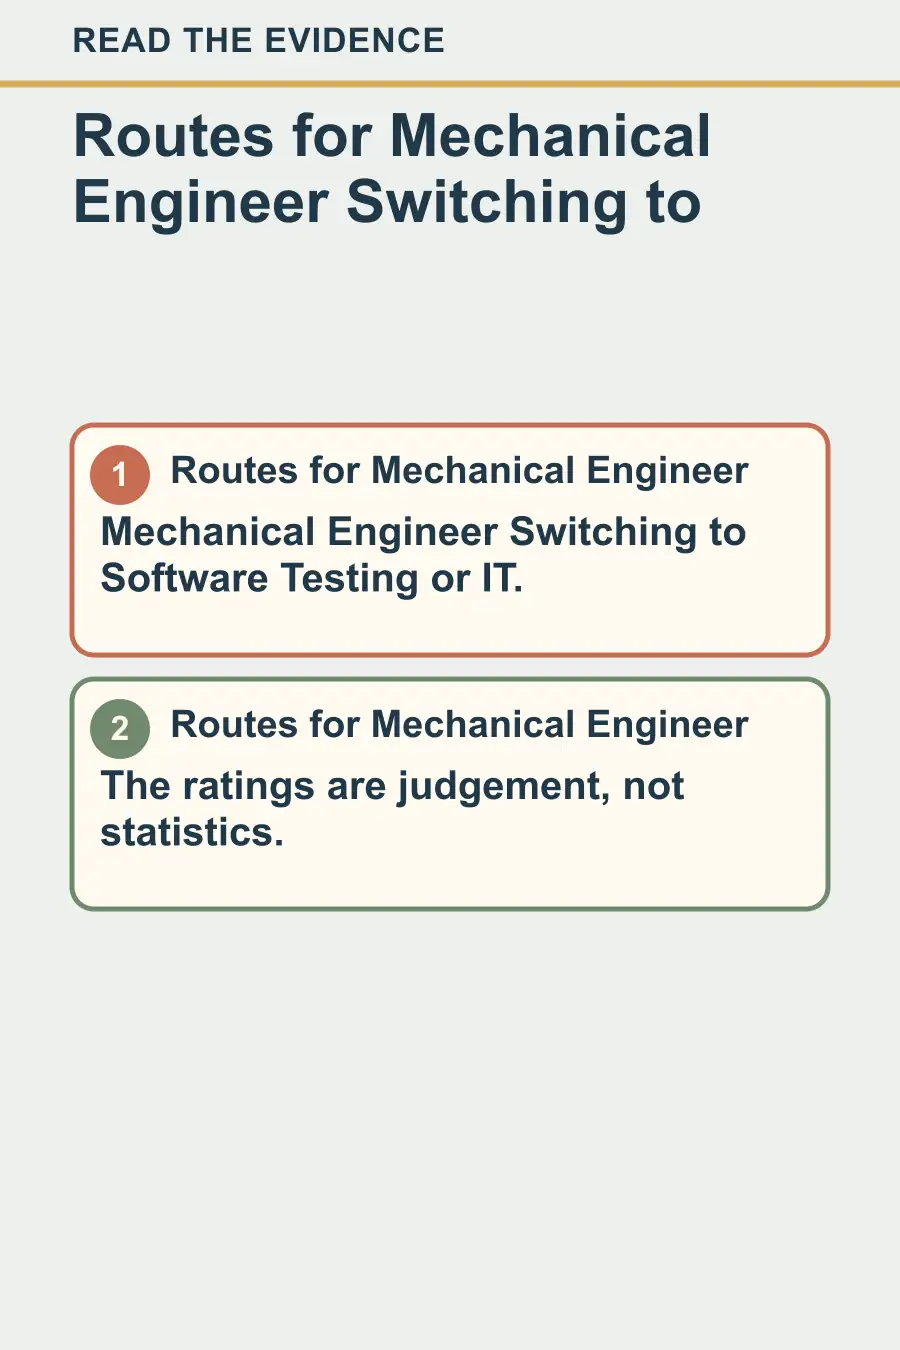 READ THE EVIDENCE
Routes for Mechanical
Engineer Switching to
1 Routes for Mechanical Engineer
Mechanical Engineer Switching to
Software Testing or IT.
2 Routes for Mechanical Engineer
The ratings are judgement, not
statistics.